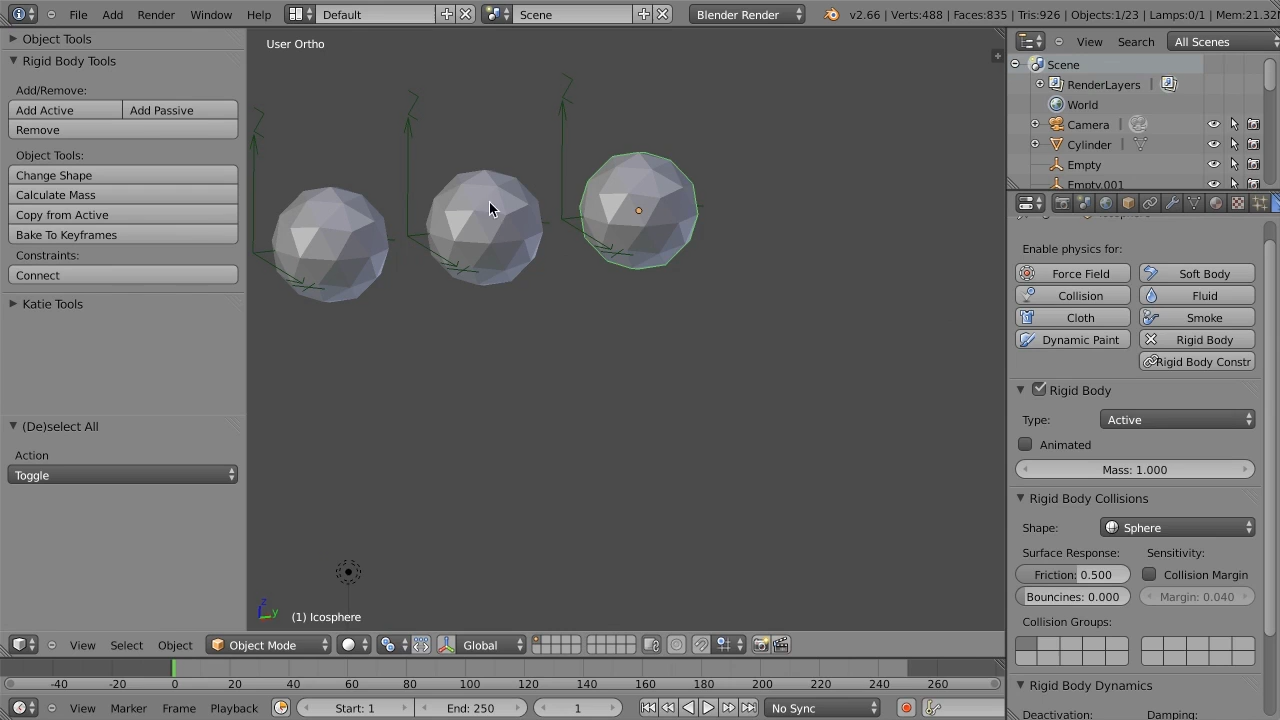 File Add Render Window Help Default Scene Blender Render v2.66 | Verts:488 | Faces:835 | Tris:926 | Objects:1/23 | Lamps:0/1 | Mem:21.32
Object Tools
Rigid Body Tools
Add/Remove:
Add Active Add Passive
Remove
Object Tools:
Change Shape
Calculate Mass
Copy from Active
Bake To Keyframes
Constraints:
Connect
Katie Tools
(De)select All
Action
Toggle
User Ortho
z
y
(1) Icosphere
View Select Object Object Mode Global
-40 -20 0 20 40 60 80 100 120 140 160 180 200 220 240 260
View Marker Frame Playback Start: 1 End: 250 1 No Sync
View Search All Scenes
Scene
RenderLayers
World
Camera
Cylinder
Empty
Empty.001
Enable physics for:
Force Field Soft Body
Collision Fluid
Cloth Smoke
Dynamic Paint Rigid Body
Rigid Body Constr
Rigid Body
Type: Active
Animated
Mass: 1.000
Rigid Body Collisions
Shape: Sphere
Surface Response: Sensitivity:
Friction: 0.500 Collision Margin
Bouncines: 0.000 Margin: 0.040
Collision Groups:
Rigid Body Dynamics
Deactivation: Damping: